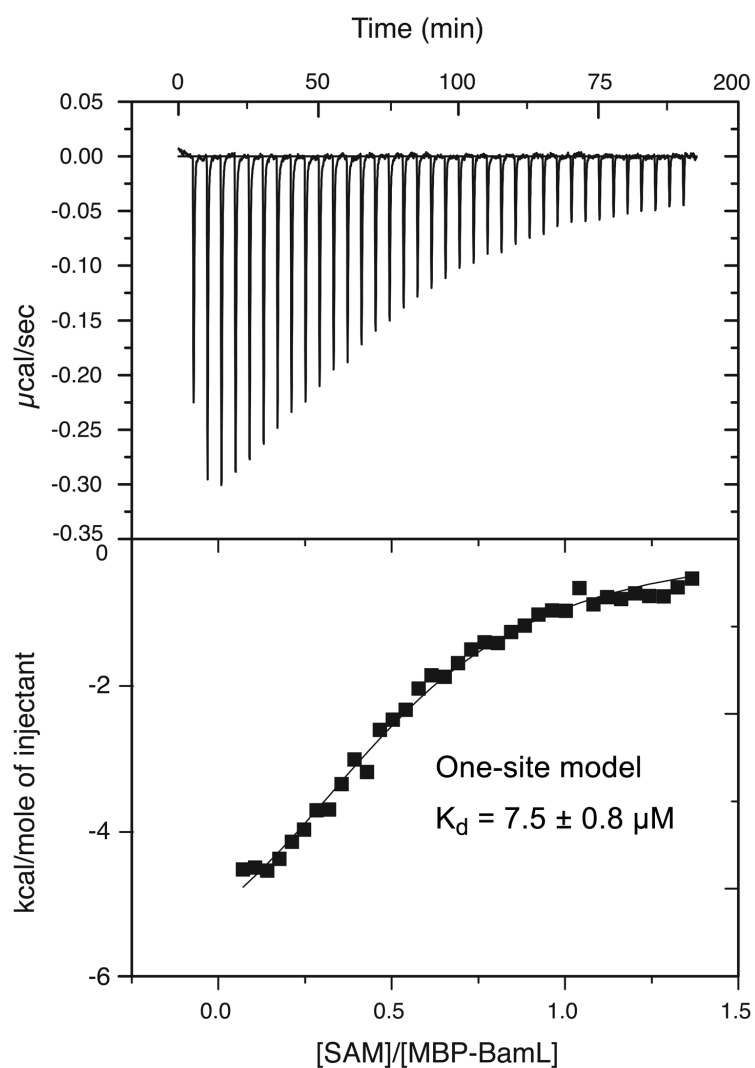 Time (min)
0 50 100 75 200
0.05
0.00
-0.05
-0.10
-0.15
-0.20
-0.25
-0.30
-0.35
µcal/sec
0
-2
-4
-6
kcal/mole of injectant
One-site model
Kd = 7.5 ± 0.8 µM
0.0 0.5 1.0 1.5
[SAM]/[MBP-BamL]